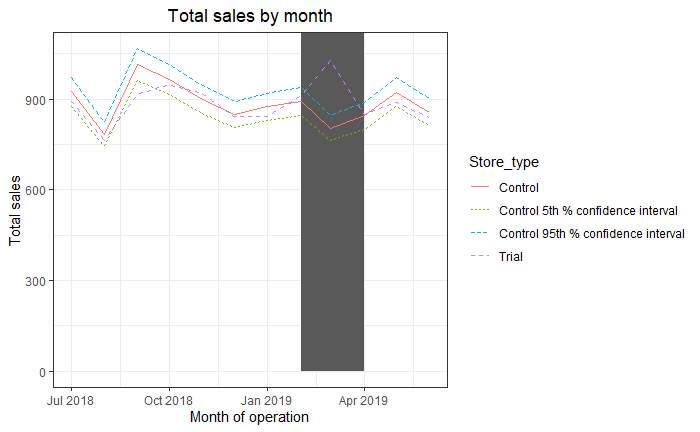 Total sales by month
Total sales
900
600
300
0
Jul 2018
Oct 2018
Jan 2019
Apr 2019
Month of operation
Store_type
Control
Control 5th % confidence interval
Control 95th % confidence interval
Trial